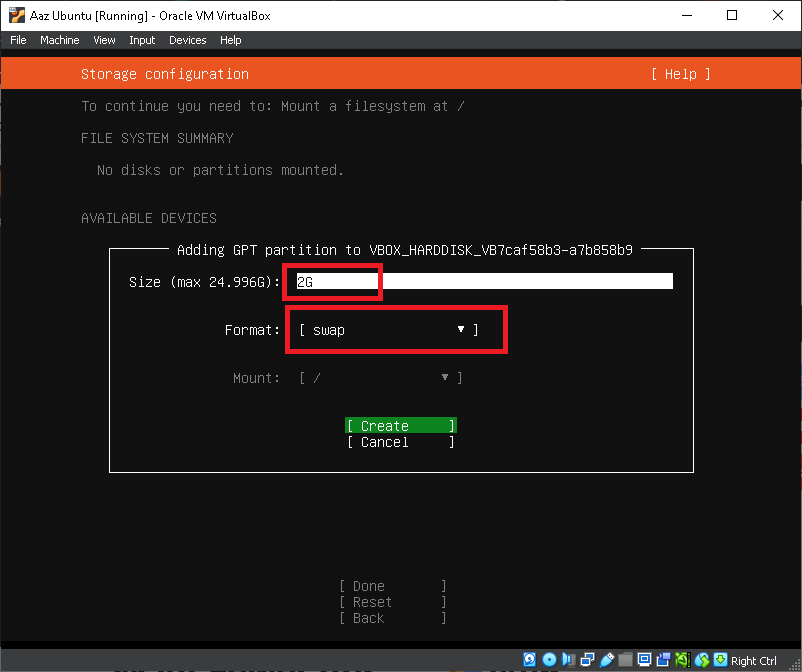 Aaz Ubuntu [Running] - Oracle VM VirtualBox
File Machine View Input Devices Help
Storage configuration [ Help ]
To continue you need to: Mount a filesystem at /
FILE SYSTEM SUMMARY
No disks or partitions mounted.
AVAILABLE DEVICES
Adding GPT partition to VBOX_HARDDISK_VB7caf58b3-a7b858b9
Size (max 24.996G): 2G
Format: [ swap ▼ ]
Mount: [ / ▼ ]
[ Create ]
[ Cancel ]
[ Done ]
[ Reset ]
[ Back ]
Right Ctrl